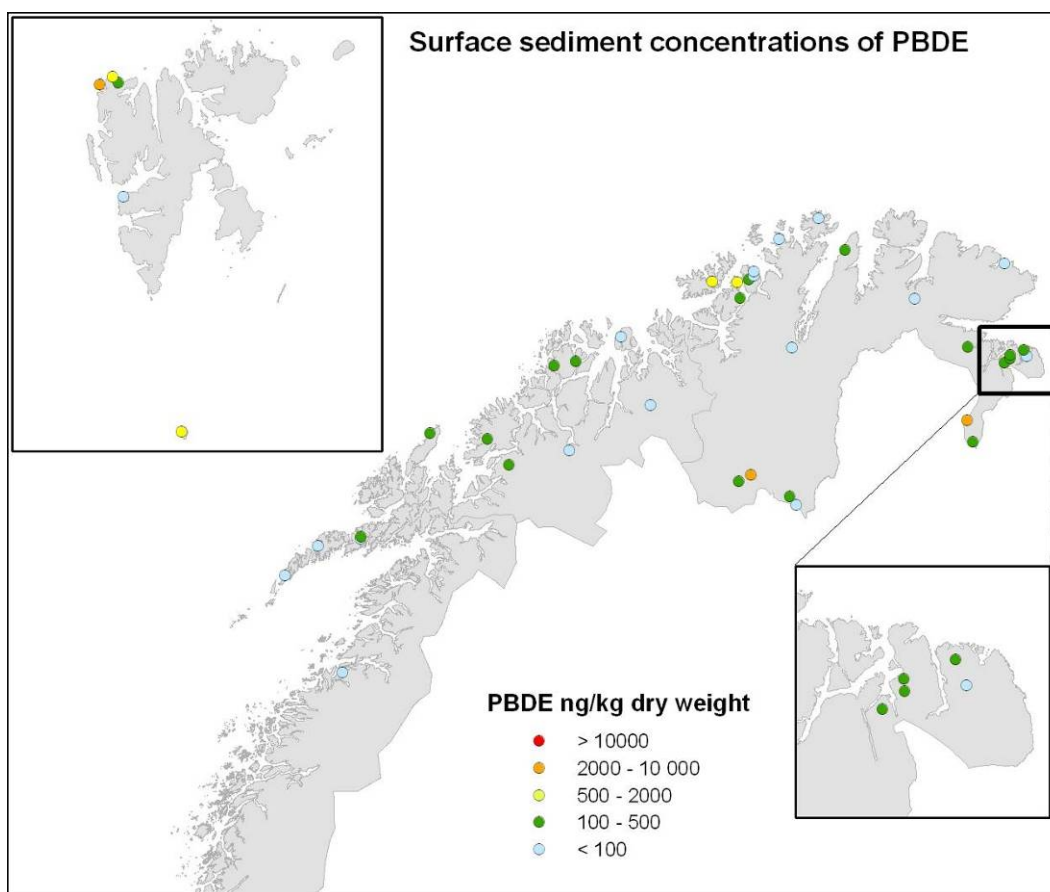 Surface sediment concentrations of PBDE
PBDE ng/kg dry weight
> 10000
2000 - 10 000
500 - 2000
100 - 500
< 100